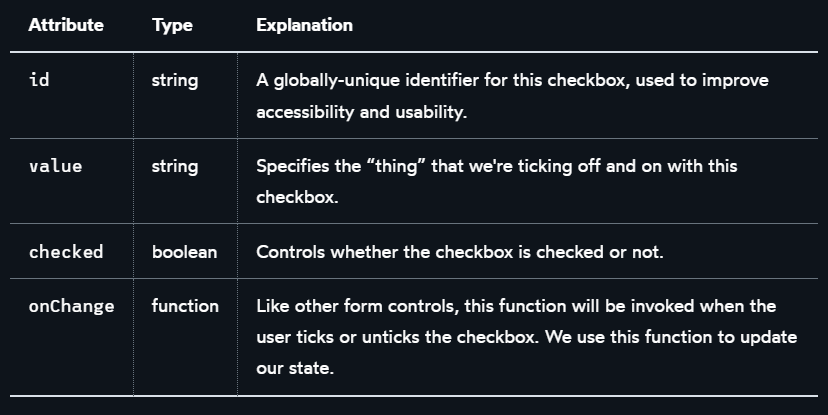 Attribute Type Explanation
id string A globally-unique identifier for this checkbox, used to improve
accessibility and usability.
value string Specifies the “thing” that we're ticking off and on with this
checkbox.
checked boolean Controls whether the checkbox is checked or not.
onChange function Like other form controls, this function will be invoked when the
user ticks or unticks the checkbox. We use this function to update
our state.